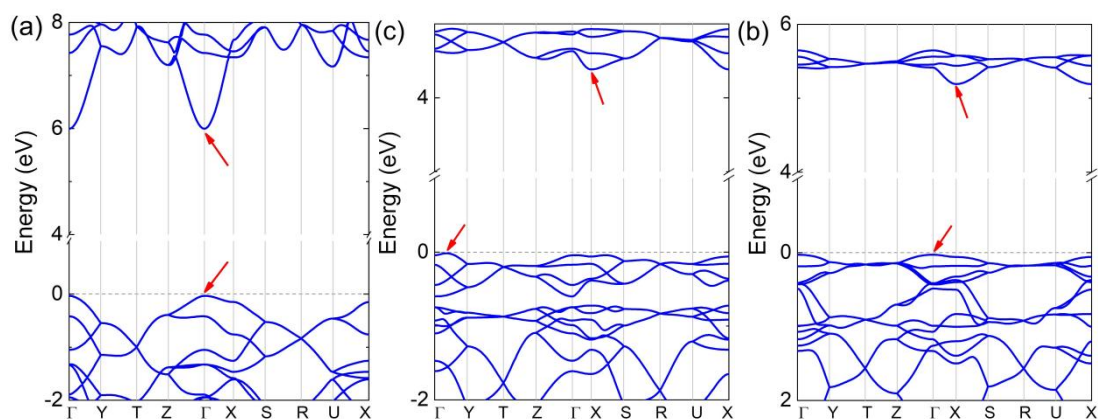 (a)
Energy (eV)
8
6
4
0
-2
Γ Y T Z Γ X S R U X
(c)
Energy (eV)
4
0
-2
Γ Y T Z Γ X S R U X
(b)
Energy (eV)
6
4
0
2
Γ Y T Z Γ X S R U X